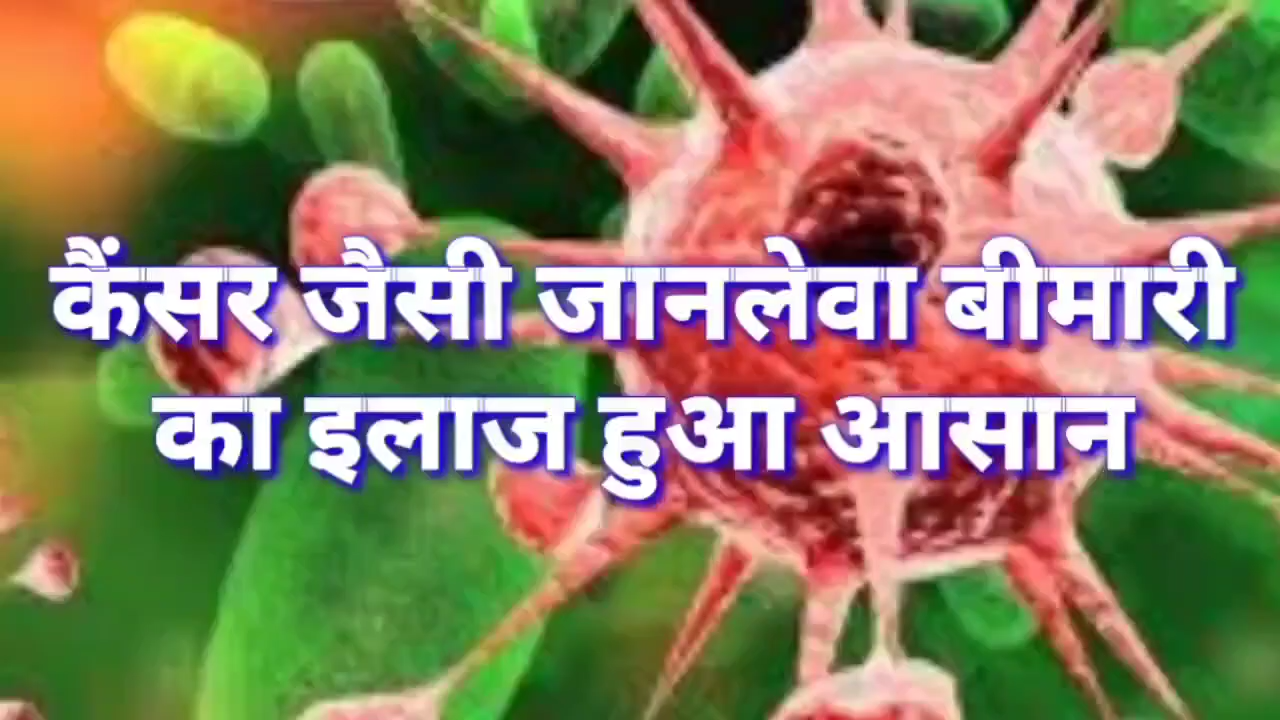 कैंसर जैसी जानलेवा बीमारी
का इलाज हुआ आसान